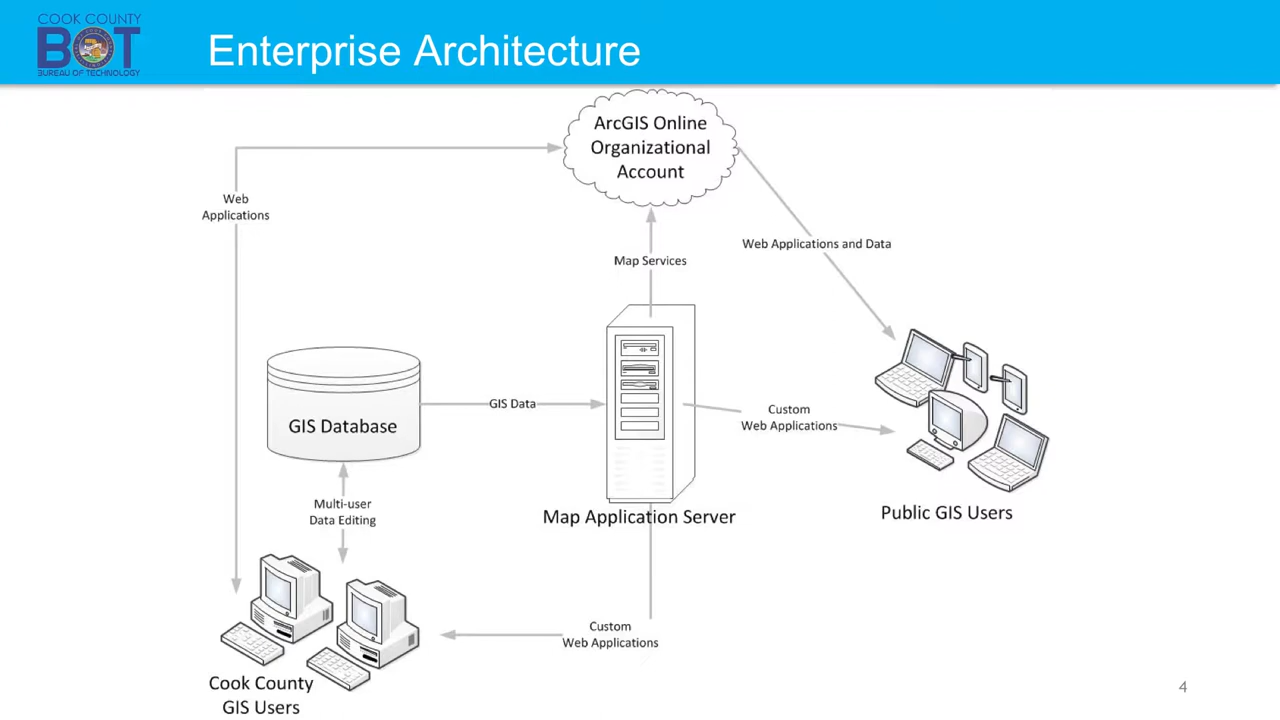 COOK COUNTY
BOT
BUREAU OF TECHNOLOGY
Enterprise Architecture
ArcGIS Online
Organizational
Account
Web
Applications
Web Applications and Data
Map Services
GIS Database
GIS Data
Custom
Web Applications
Multi-user
Data Editing
Map Application Server
Public GIS Users
Custom
Web Applications
Cook County
GIS Users
4